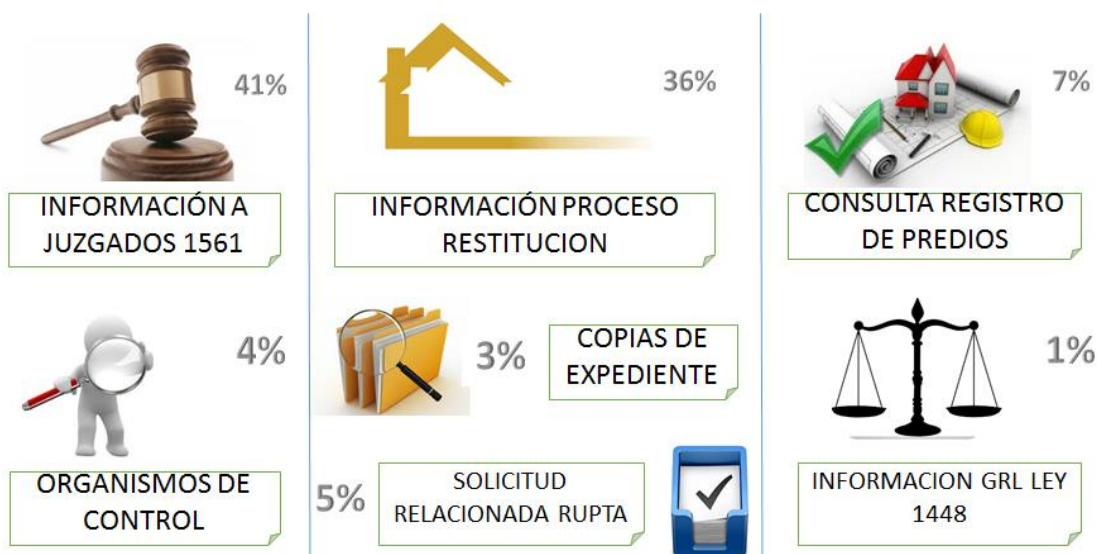 41%
INFORMACIÓN A
JUZGADOS 1561
36%
INFORMACIÓN PROCESO
RESTITUCION
7%
CONSULTA REGISTRO
DE PREDIOS
4%
ORGANISMOS DE
CONTROL
3%
COPIAS DE
EXPEDIENTE
5%
SOLICITUD
RELACIONADA RUPTA
1%
INFORMACION GRL LEY
1448